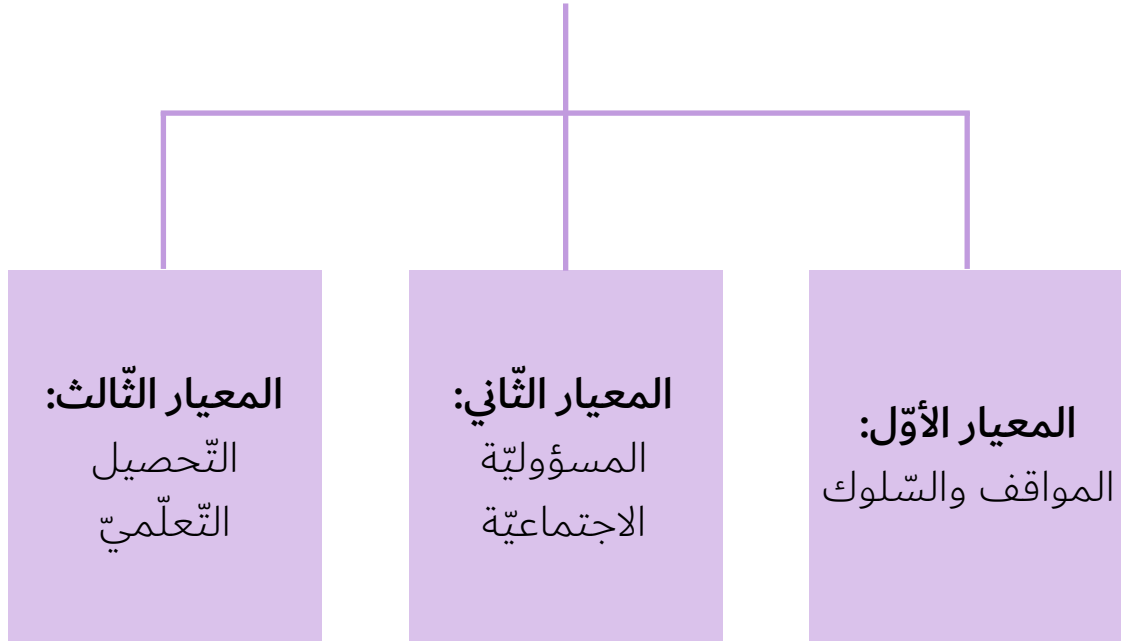 المعيار الأوّل:
المواقف والسّلوك
المعيار الثّاني:
المسؤوليّة
الاجتماعيّة
المعيار الثّالث:
التّحصيل
التّعلّميّ